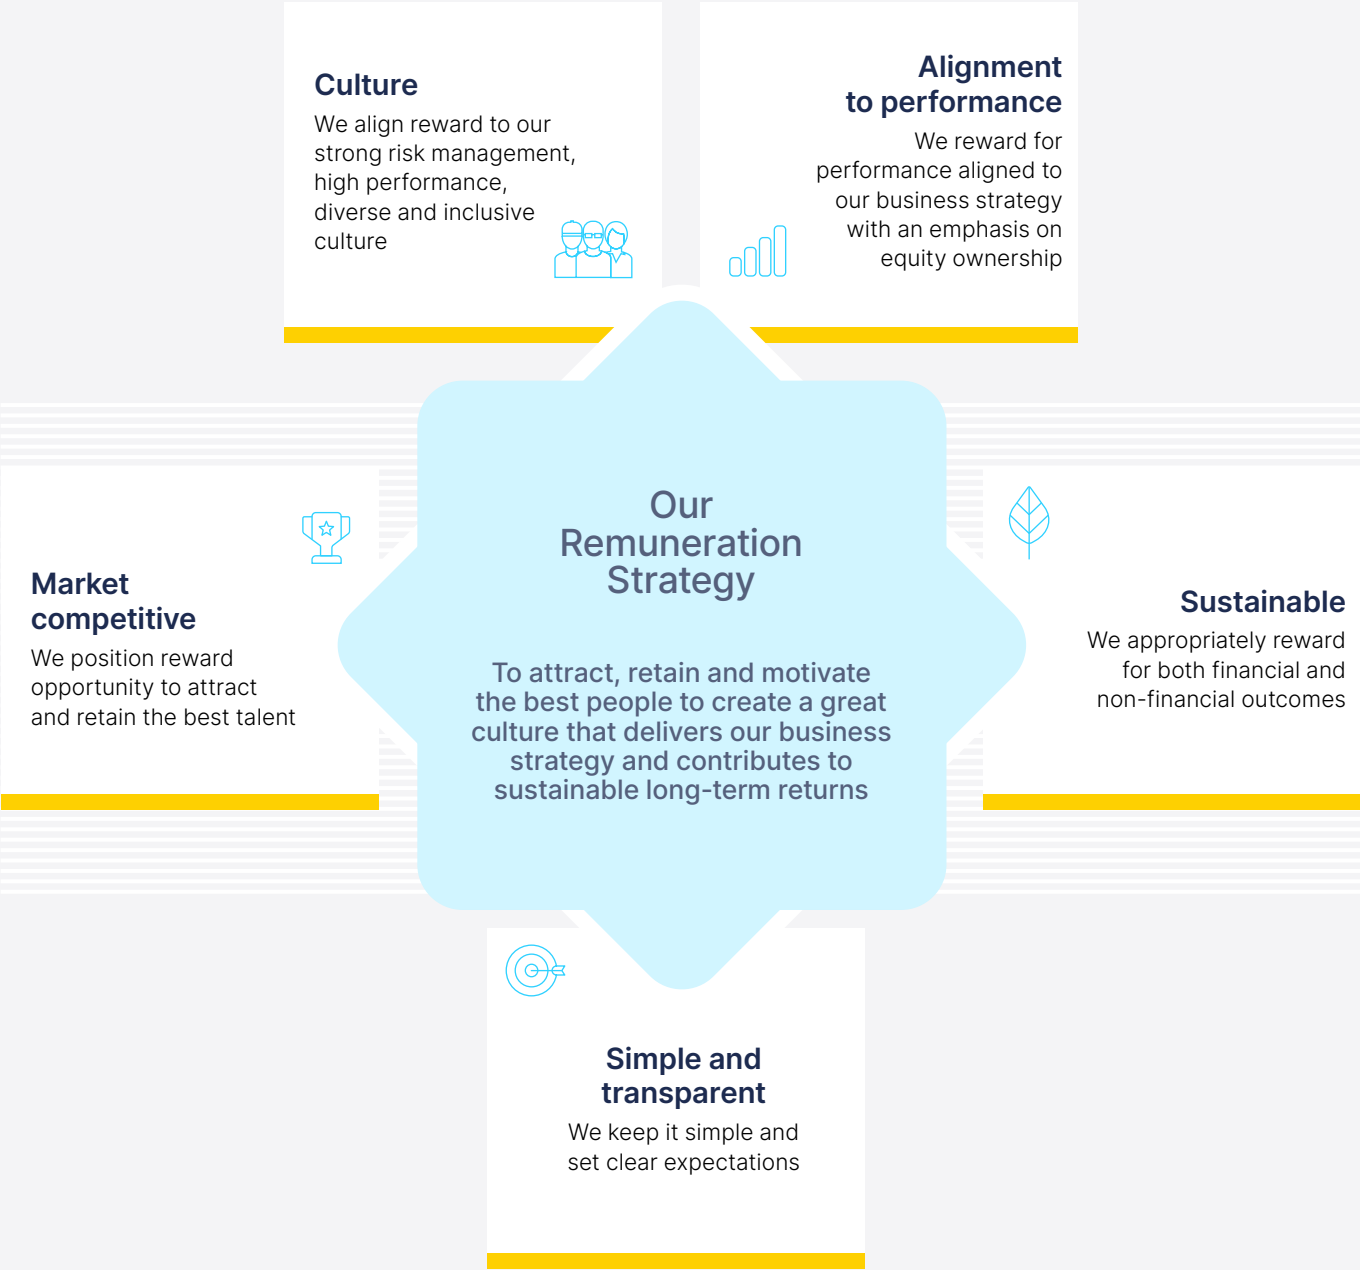 Culture
We align reward to our
strong risk management,
high performance,
diverse and inclusive
culture
Alignment
to performance
We reward for
performance aligned to
our business strategy
with an emphasis on
equity ownership
Market
competitive
We position reward
opportunity to attract
and retain the best talent
Our
Remuneration
Strategy
To attract, retain and motivate
the best people to create a great
culture that delivers our business
strategy and contributes to
sustainable long-term returns
Sustainable
We appropriately reward
for both financial and
non-financial outcomes
Simple and
transparent
We keep it simple and
set clear expectations